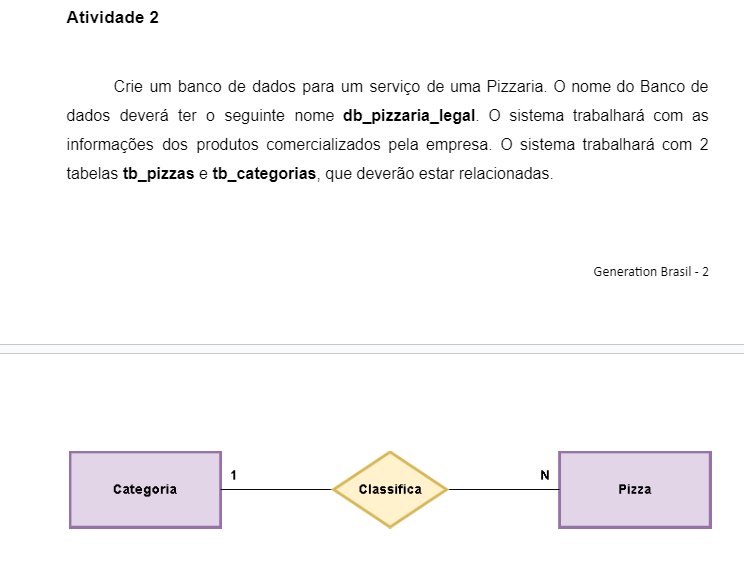 Atividade 2
Crie um banco de dados para um serviço de uma Pizzaria. O nome do Banco de
dados deverá ter o seguinte nome db_pizzaria_legal. O sistema trabalhará com as
informações dos produtos comercializados pela empresa. O sistema trabalhará com 2
tabelas tb_pizzas e tb_categorias, que deverão estar relacionadas.
Generation Brasil - 2
Categoria 1 Classifica N Pizza